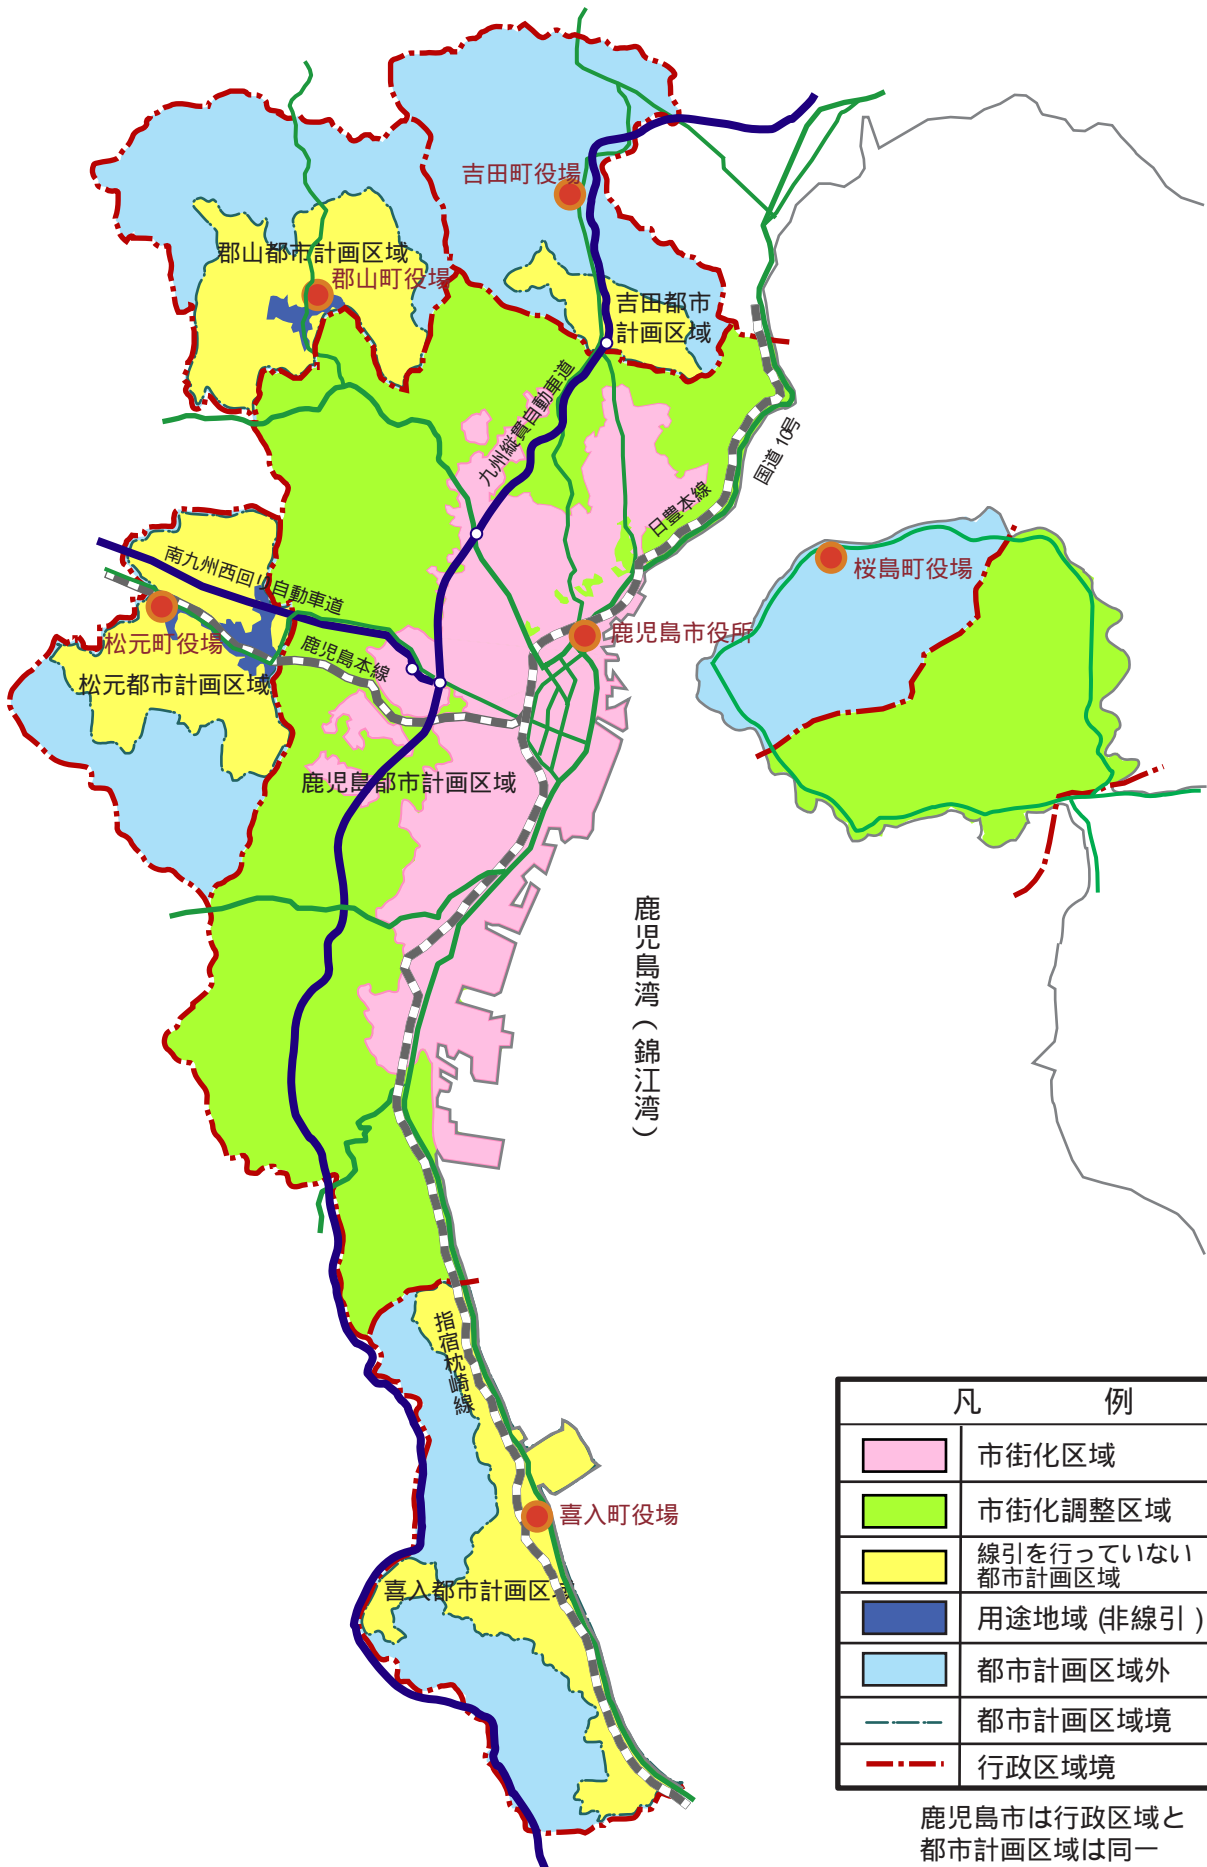 吉田町役場
郡山都市計画区域
郡山町役場
吉田都市
計画区域
九州縦貫自動車道
国道10号
日豊本線
南九州西回り自動車道
桜島町役場
松元町役場
鹿児島本線
鹿児島市役所
松元都市計画区域
鹿児島都市計画区域
鹿児島湾(錦江湾)
指宿枕崎線
喜入町役場
喜入都市計画区
凡 例
市街化区域
市街化調整区域
線引を行っていない
都市計画区域
用途地域(非線引)
都市計画区域外
都市計画区域境
行政区域境
鹿児島市は行政区域と
都市計画区域は同一